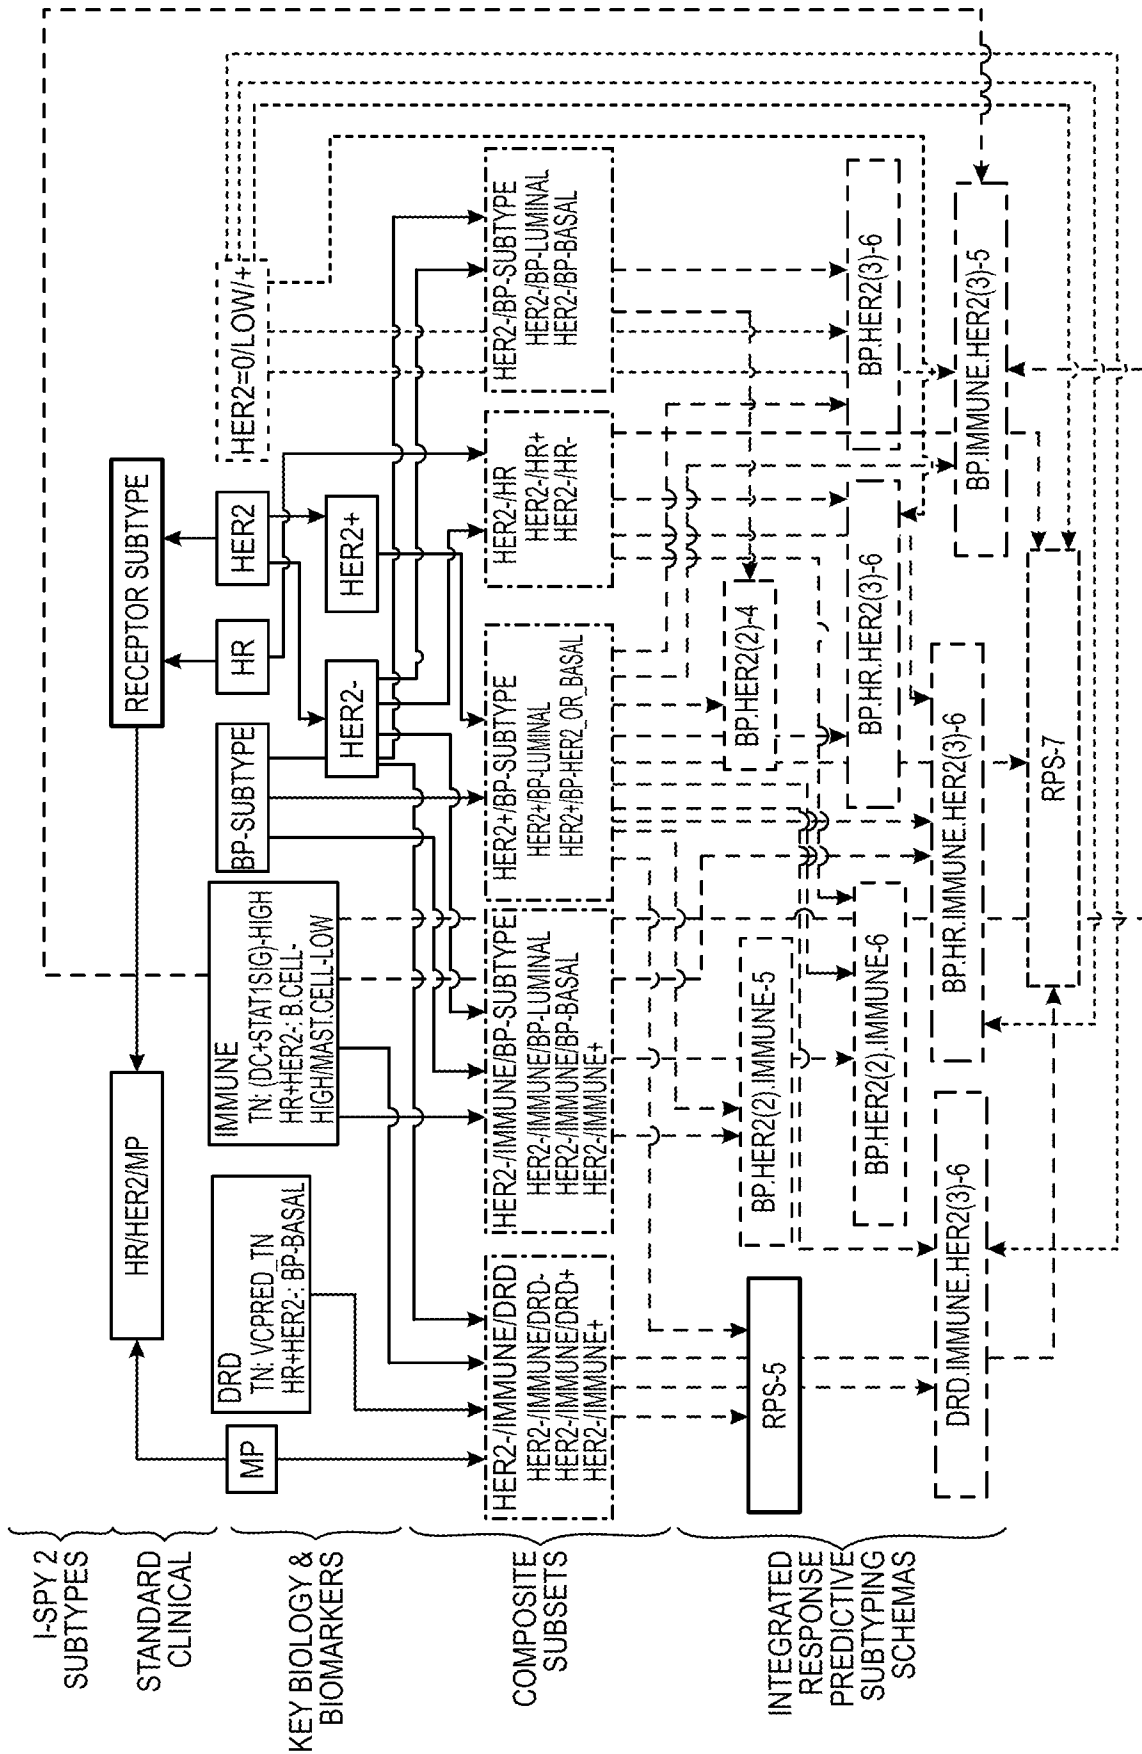 I-SPY 2
SUBTYPES
STANDARD
CLINICAL
KEY BIOLOGY &
BIOMARKERS
COMPOSITE
SUBSETS
INTEGRATED
RESPONSE
PREDICTIVE
SUBTYPING
SCHEMAS
HR/HER2/MP
RECEPTOR SUBTYPE
MP
DRD
TN: VCPRED_TN
HR+HER2-: BP-BASAL
IMMUNE
TN: (DC+STAT1SIG)-HIGH
HR+HER2-: B.CELL-
HIGH/MAST.CELL-LOW
BP-SUBTYPE
HR
HER2
HER2=0/LOW/+
HER2-
HER2+
HER2-/IMMUNE/DRD
HER2-/IMMUNE/DRD-
HER2-/IMMUNE/DRD+
HER2-/IMMUNE+
HER2-/IMMUNE/BP-SUBTYPE
HER2-/IMMUNE/BP-LUMINAL
HER2-/IMMUNE/BP-BASAL
HER2-/IMMUNE+
HER2+/BP-SUBTYPE
HER2+/BP-LUMINAL
HER2+/BP-HER2_OR_BASAL
HER2-/HR
HER2-/HR+
HER2-/HR-
HER2-/BP-SUBTYPE
HER2-/BP-LUMINAL
HER2-/BP-BASAL
RPS-5
BP.HER2(2).IMMUNE-5
BP.HER2(2)-4
BP.HER2(2).IMMUNE-6
BP.HR.HER2(3)-6
BP.HER2(3)-6
DRD.IMMUNE.HER2(3)-6
BP.HR.IMMUNE.HER2(3)-6
BP.IMMUNE.HER2(3)-5
RPS-7